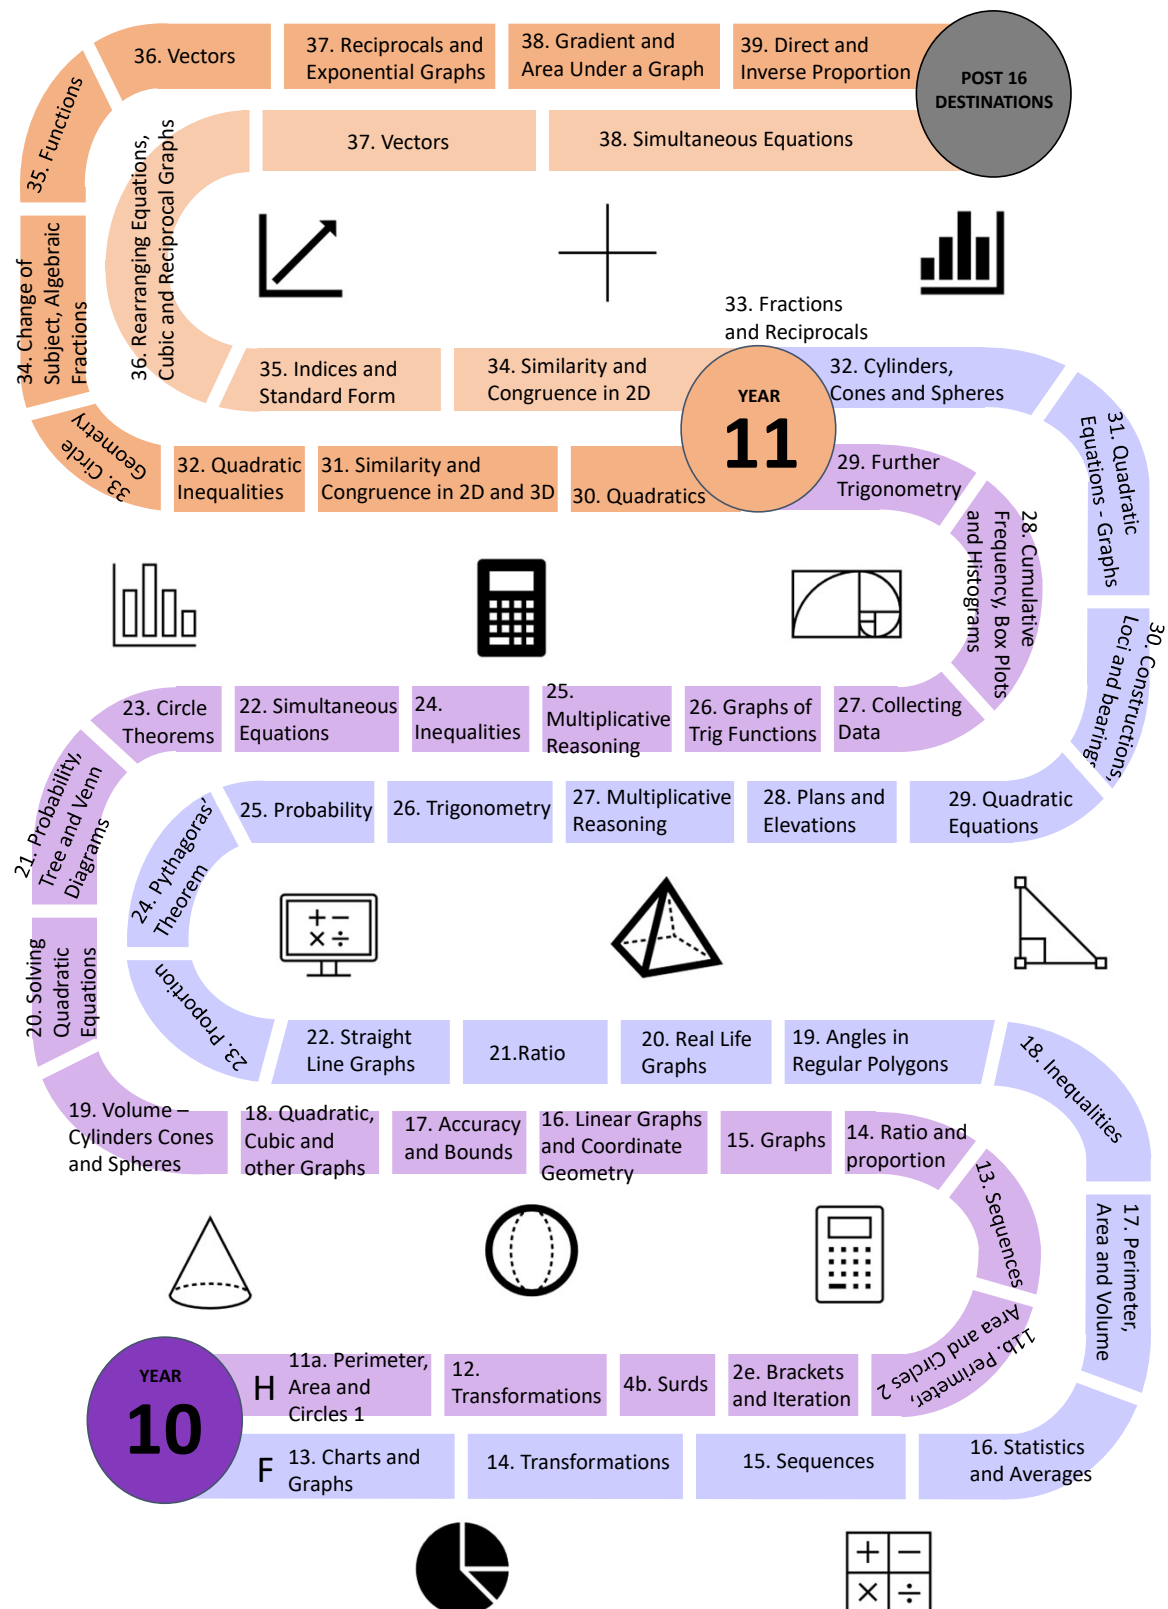 36. Vectors
37. Reciprocals and
Exponential Graphs
38. Gradient and
Area Under a Graph
39. Direct and
Inverse Proportion
POST 16
DESTINATIONS
35. Functions
36. Rearranging Equations,
Cubic and Reciprocal Graphs
37. Vectors
38. Simultaneous Equations
34. Change of
Subject, Algebraic
Fractions
33. Fractions
and Reciprocals
35. Indices and
Standard Form
34. Similarity and
Congruence in 2D
YEAR
11
32. Cylinders,
Cones and Spheres
31. Quadratic
Equations - Graphs
33. Circle
Geometry
32. Quadratic
Inequalities
31. Similarity and
Congruence in 2D and 3D
30. Quadratics
29. Further
Trigonometry
28. Cumulative
Frequency, Box Plots
and Histograms
30. Constructions,
Loci and bearings
23. Circle
Theorems
22. Simultaneous
Equations
24.
Inequalities
25.
Multiplicative
Reasoning
26. Graphs of
Trig Functions
27. Collecting
Data
21. Probability,
Tree and Venn
Diagrams
24. Pythagoras'
Theorem
25. Probability
26. Trigonometry
27. Multiplicative
Reasoning
28. Plans and
Elevations
29. Quadratic
Equations
20. Solving
Quadratic
Equations
+ −
× ÷
23. Proportion
22. Straight
Line Graphs
21.Ratio
20. Real Life
Graphs
19. Angles in
Regular Polygons
18. Inequalities
19. Volume –
Cylinders Cones
and Spheres
18. Quadratic,
Cubic and
other Graphs
17. Accuracy
and Bounds
16. Linear Graphs
and Coordinate
Geometry
15. Graphs
14. Ratio and
proportion
13. Sequences
17. Perimeter,
Area and Volume
11b. Perimeter,
Area and Circles 2
YEAR
10
H
11a. Perimeter,
Area and
Circles 1
12.
Transformations
4b. Surds
2e. Brackets
and Iteration
F
13. Charts and
Graphs
14. Transformations
15. Sequences
16. Statistics
and Averages
+ −
× ÷